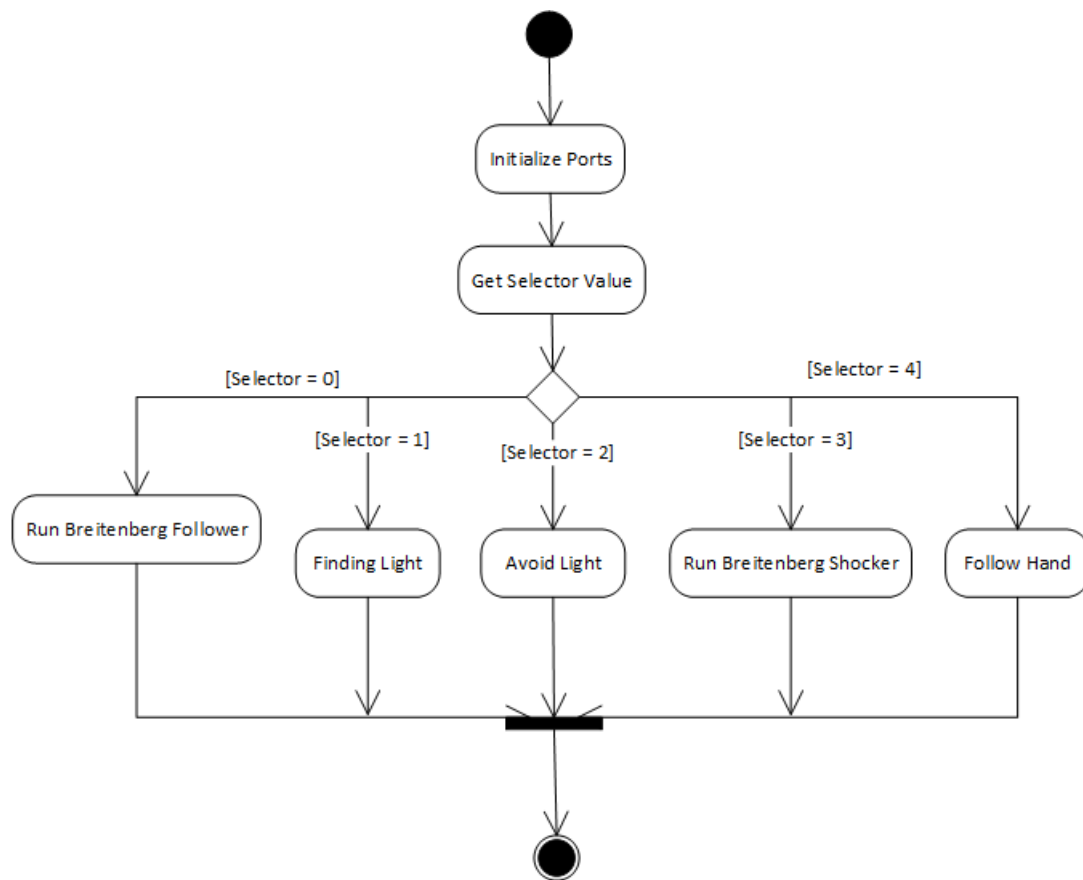 Initialize Ports
Get Selector Value
[Selector = 0]
[Selector = 4]
[Selector = 1]
[Selector = 2]
[Selector = 3]
Run Breitenberg Follower
Finding Light
Avoid Light
Run Breitenberg Shocker
Follow Hand